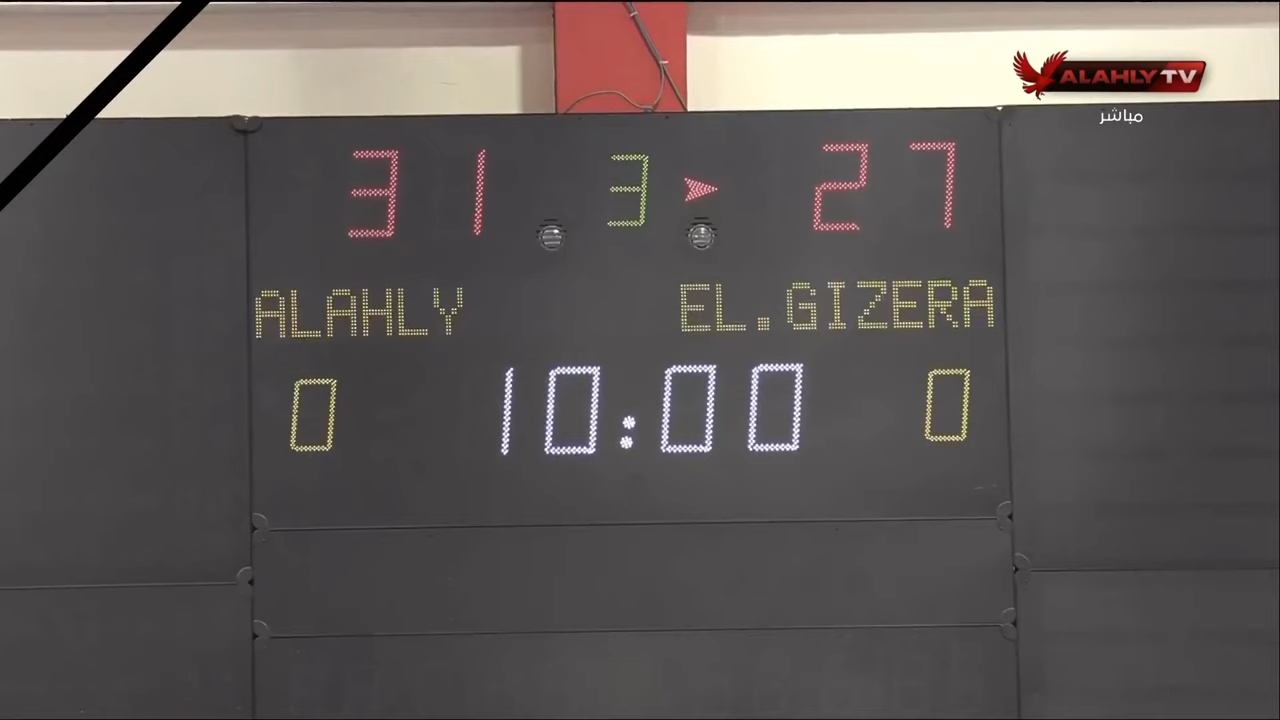 ALAHLY TV
مباشر
31 3 27
ALAHLY EL.GIZERA
0 10:00 0